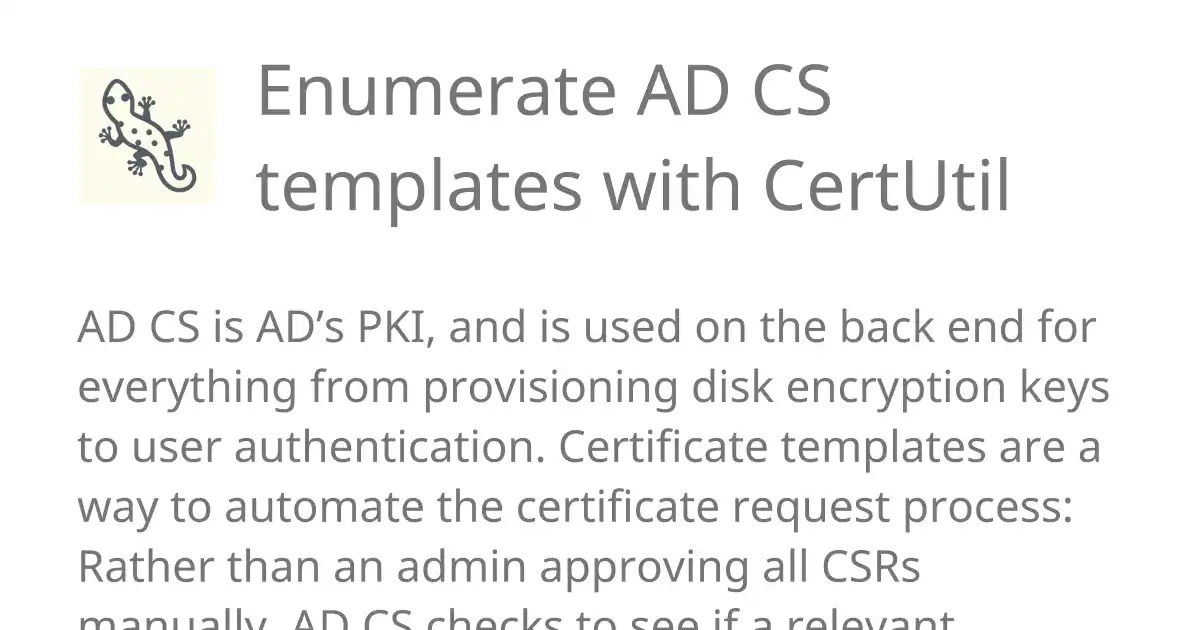 Enumerate AD CS
templates with CertUtil
AD CS is AD’s PKI, and is used on the back end for
everything from provisioning disk encryption keys
to user authentication. Certificate templates are a
way to automate the certificate request process:
Rather than an admin approving all CSRs
manually, AD CS checks to see if a relevant